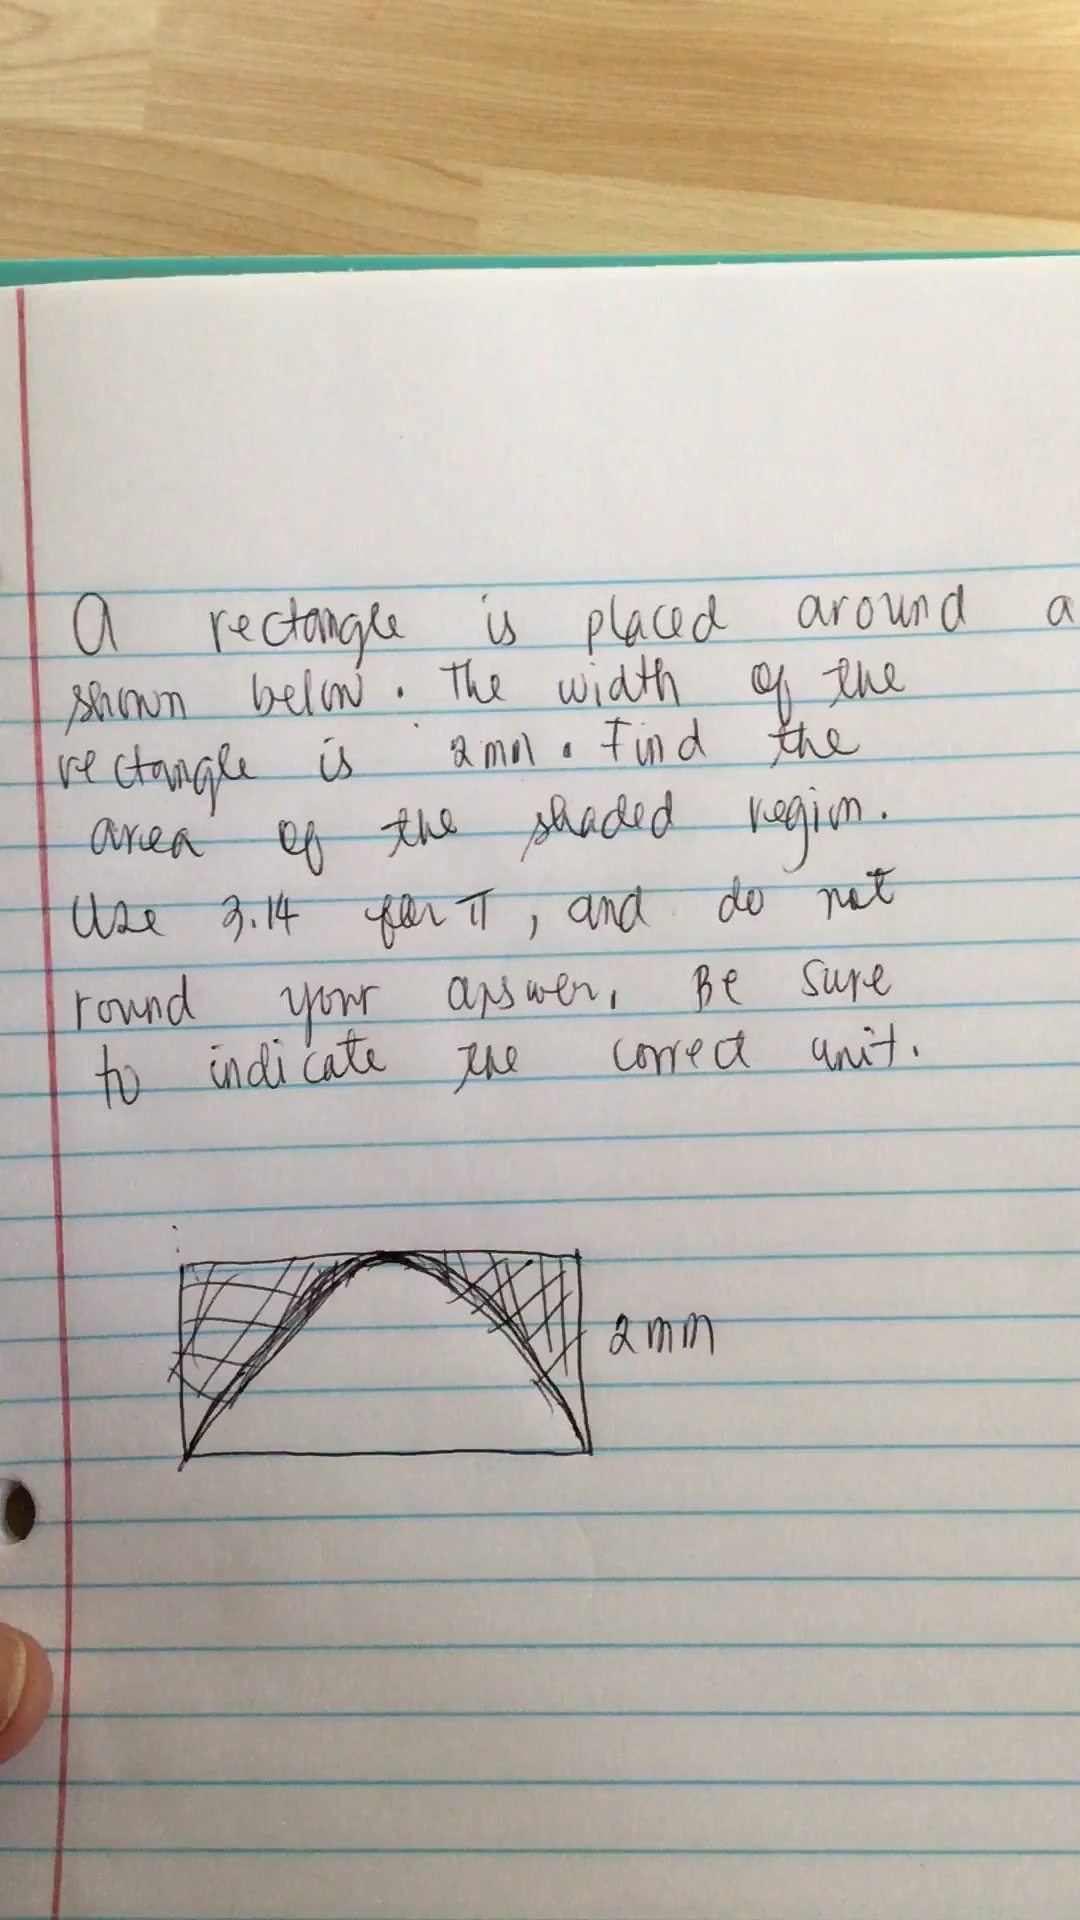 A rectangle is placed around a
shown below. The width of the
rectangle is 2mm. Find the
area of the shaded region.
Use 3.14 for π, and do not
round your answer. Be sure
to indicate the correct unit.
2mm